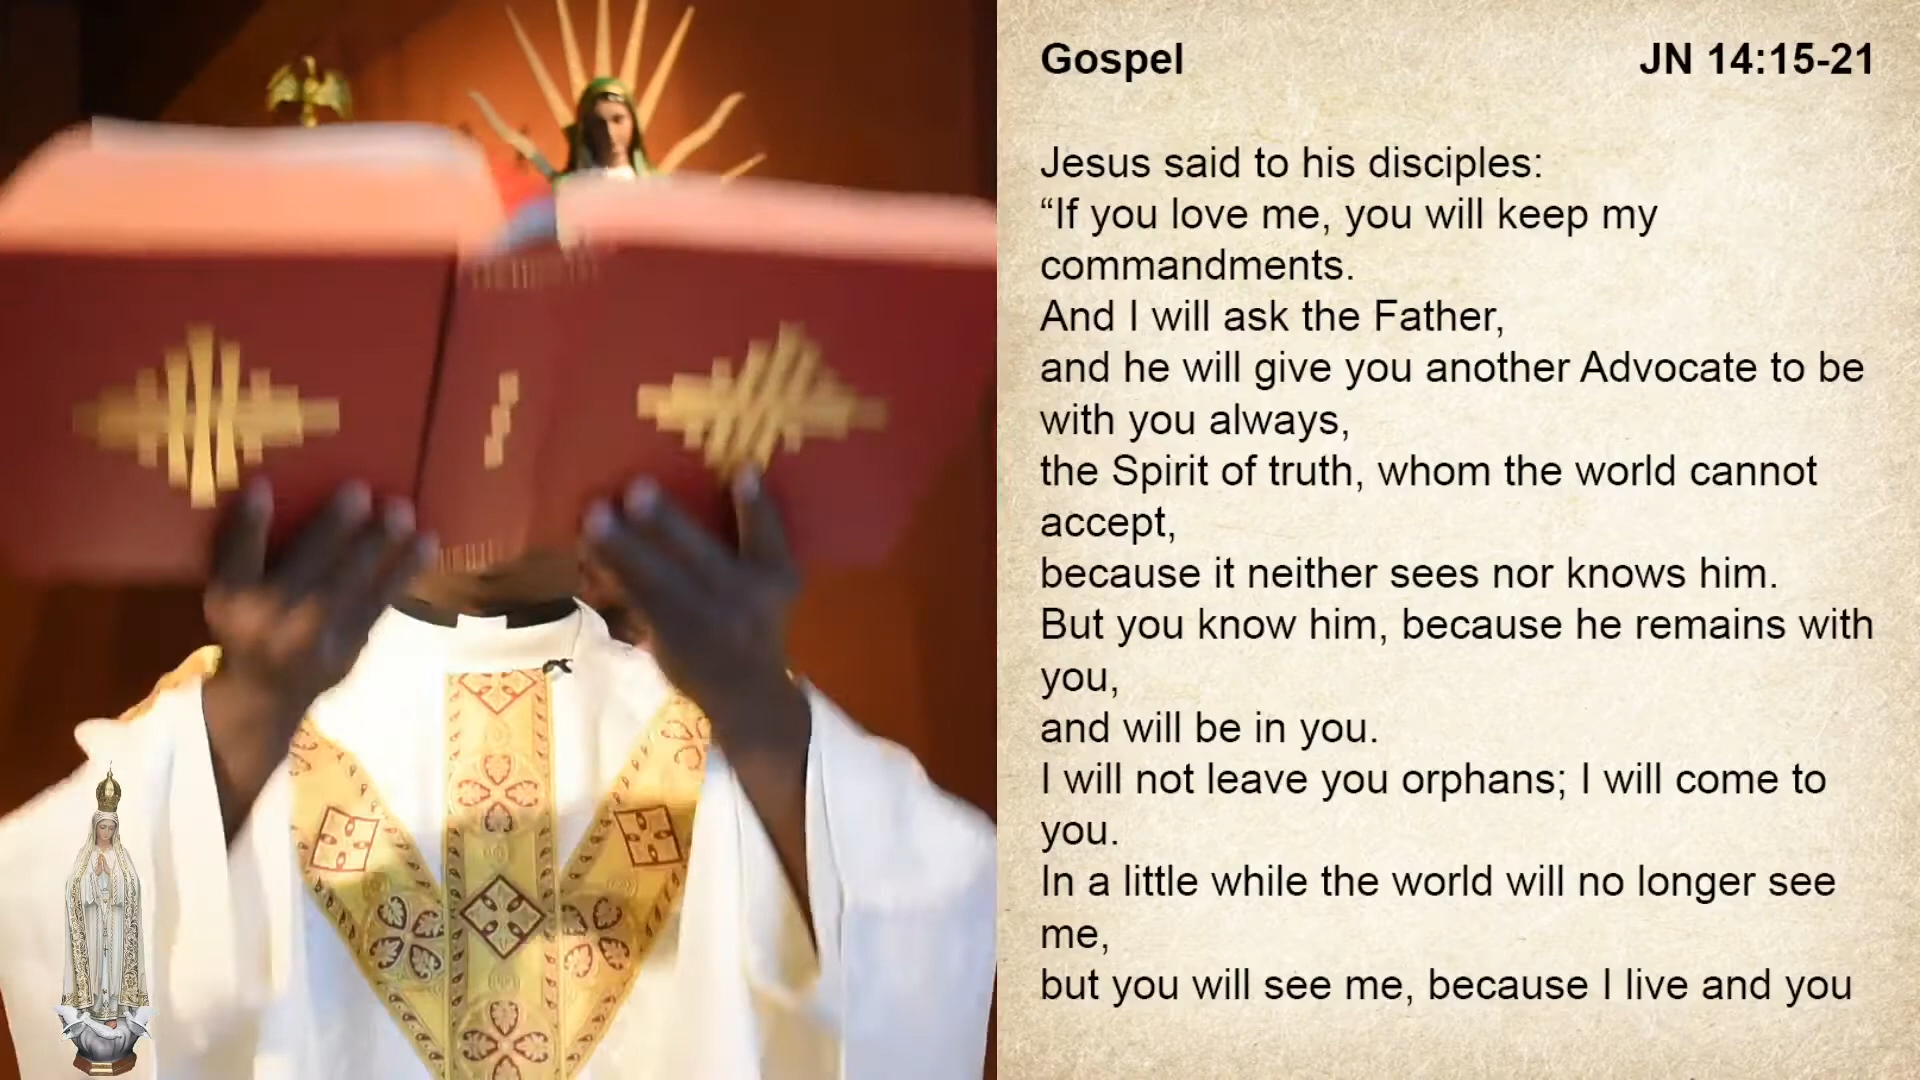 Gospel JN 14:15-21
Jesus said to his disciples:
“If you love me, you will keep my
commandments.
And I will ask the Father,
and he will give you another Advocate to be
with you always,
the Spirit of truth, whom the world cannot
accept,
because it neither sees nor knows him.
But you know him, because he remains with
you,
and will be in you.
I will not leave you orphans; I will come to
you.
In a little while the world will no longer see
me,
but you will see me, because I live and you